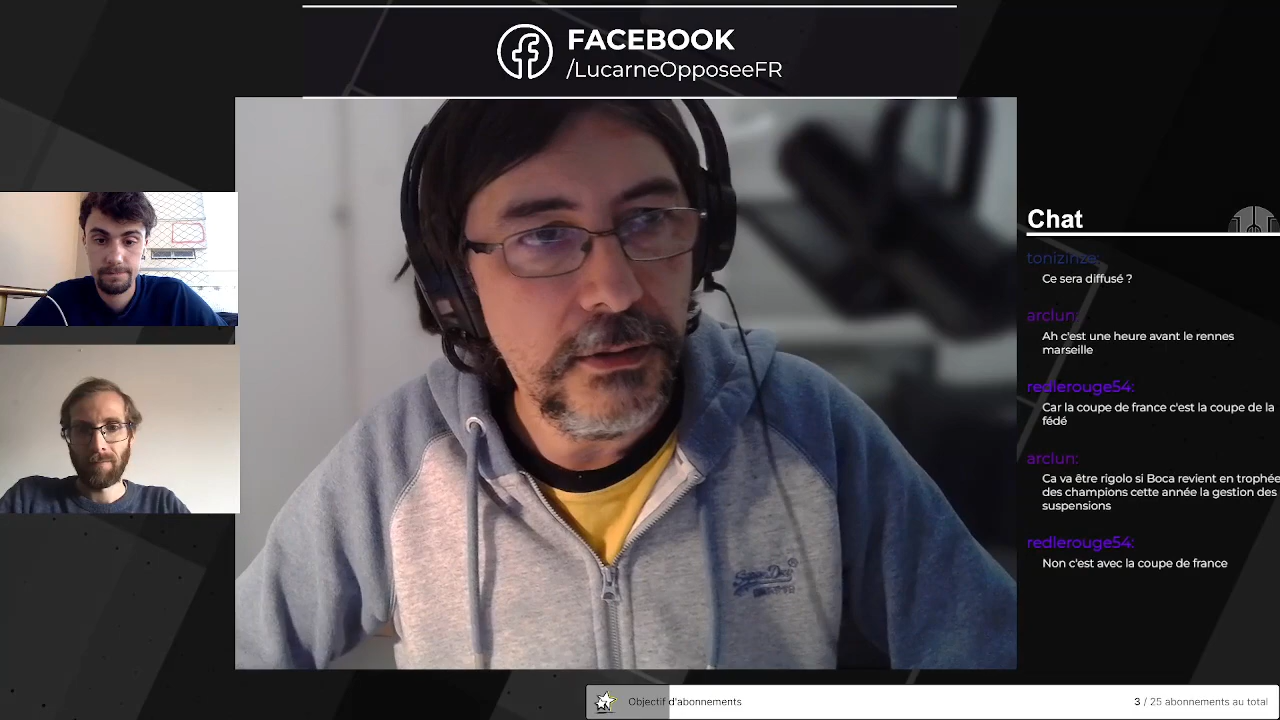 FACEBOOK
/LucarneOpposeeFR
Chat
tonizinze:
Ce sera diffusé ?
arclun:
Ah c'est une heure avant le rennes
marseille
redlerouge54:
Car la coupe de france c'est la coupe de la
fédé
arclun:
Ca va être rigolo si Boca revient en trophée
des champions cette année la gestion des
suspensions
redlerouge54:
Non c'est avec la coupe de france
Objectif d'abonnements
3 / 25 abonnements au total